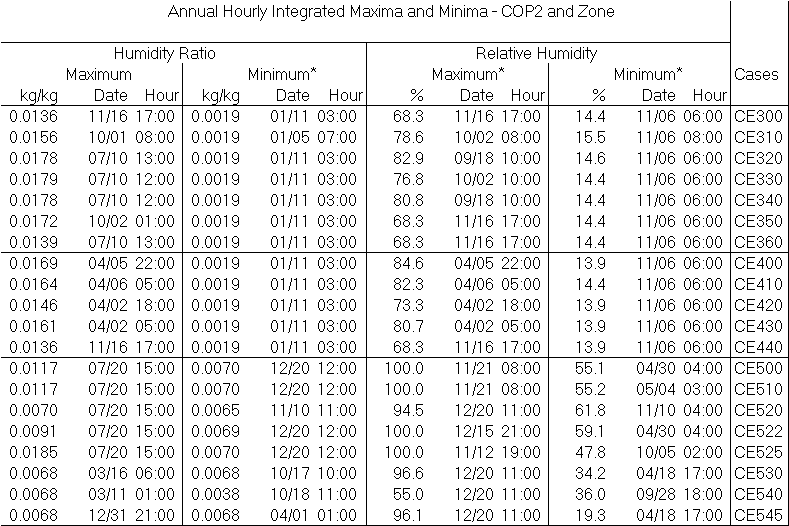 Annual Hourly Integrated Maxima and Minima - COP2 and Zone
Humidity Ratio Relative Humidity
Maximum Minimum* Maximum* Minimum* Cases
kg/kg Date Hour kg/kg Date Hour % Date Hour % Date Hour
0.0136 11/16 17:00 0.0019 01/11 03:00 68.3 11/16 17:00 14.4 11/06 06:00 CE300
0.0156 10/01 08:00 0.0019 01/05 07:00 78.6 10/02 08:00 15.5 11/06 08:00 CE310
0.0178 07/10 13:00 0.0019 01/11 03:00 82.9 09/18 10:00 14.6 11/06 06:00 CE320
0.0179 07/10 12:00 0.0019 01/11 03:00 76.8 10/02 10:00 14.4 11/06 06:00 CE330
0.0178 07/10 12:00 0.0019 01/11 03:00 80.8 09/18 10:00 14.4 11/06 06:00 CE340
0.0172 10/02 01:00 0.0019 01/11 03:00 68.3 11/16 17:00 14.4 11/06 06:00 CE350
0.0139 07/10 13:00 0.0019 01/11 03:00 68.3 11/16 17:00 14.4 11/06 06:00 CE360
0.0169 04/05 22:00 0.0019 01/11 03:00 84.6 04/05 22:00 13.9 11/06 06:00 CE400
0.0164 04/06 05:00 0.0019 01/11 03:00 82.3 04/06 05:00 14.4 11/06 06:00 CE410
0.0146 04/02 18:00 0.0019 01/11 03:00 73.3 04/02 18:00 13.9 11/06 06:00 CE420
0.0161 04/02 05:00 0.0019 01/11 03:00 80.7 04/02 05:00 13.9 11/06 06:00 CE430
0.0136 11/16 17:00 0.0019 01/11 03:00 68.3 11/16 17:00 13.9 11/06 06:00 CE440
0.0117 07/20 15:00 0.0070 12/20 12:00 100.0 11/21 08:00 55.1 04/30 04:00 CE500
0.0117 07/20 15:00 0.0070 12/20 12:00 100.0 11/21 08:00 55.2 05/04 03:00 CE510
0.0070 07/20 15:00 0.0065 11/10 11:00 94.5 12/20 11:00 61.8 11/10 04:00 CE520
0.0091 07/20 15:00 0.0069 12/20 12:00 100.0 12/15 21:00 59.1 04/30 04:00 CE522
0.0185 07/20 15:00 0.0070 12/20 12:00 100.0 11/12 19:00 47.8 10/05 02:00 CE525
0.0068 03/16 06:00 0.0068 10/17 10:00 96.6 12/20 11:00 34.2 04/18 17:00 CE530
0.0068 03/11 01:00 0.0038 10/18 11:00 55.0 12/20 11:00 36.0 09/28 18:00 CE540
0.0068 12/31 21:00 0.0068 04/01 01:00 96.1 12/20 11:00 19.3 04/18 17:00 CE545